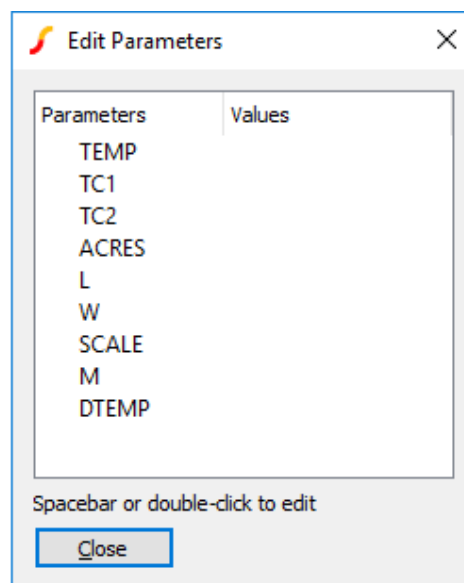 Edit Parameters
Parameters Values
TEMP
TC1
TC2
ACRES
L
W
SCALE
M
DTEMP
Spacebar or double-click to edit
Close